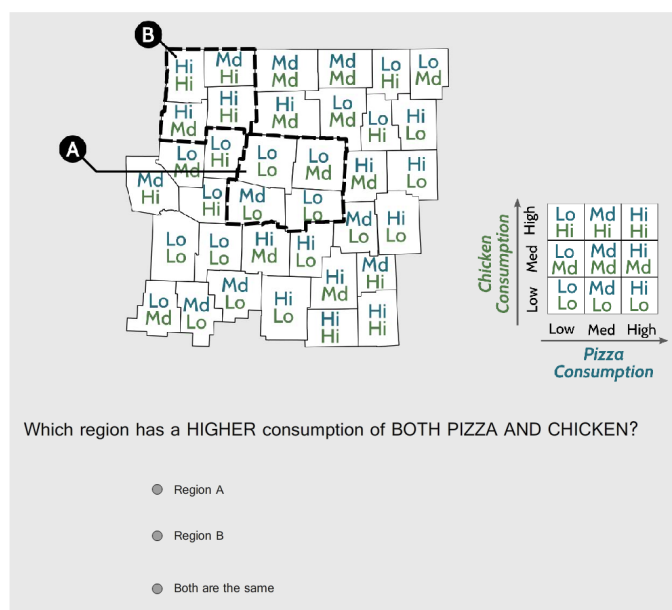 B
Hi Md Md Md Lo Lo
Hi Hi Md Md Hi Md
Hi Hi Hi Lo Lo Hi
Md Hi Md Md Hi Lo
A
Lo Lo Lo Lo Hi Hi
Md Hi Lo Md Md Lo
Md Lo Md Lo Md Hi
Hi Hi Lo Lo Lo Lo
Lo Lo Hi Hi Hi Md
Lo Lo Md Lo Md Hi
Lo Md Md Hi Hi Hi
Md Lo Lo Lo Hi Hi
Chicken
Consumption
Low Med High
Lo Md Hi
Hi Hi Hi
Lo Md Hi
Md Md Md
Lo Md Hi
Lo Lo Lo
Low Med High
Pizza
Consumption
Which region has a HIGHER consumption of BOTH PIZZA AND CHICKEN?
Region A
Region B
Both are the same